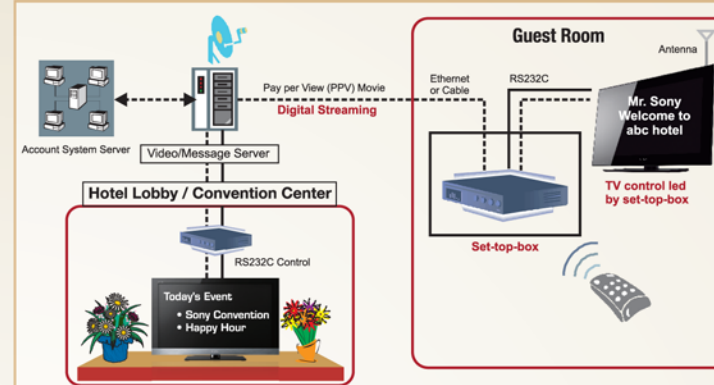 Guest Room
Antenna
Ethernet
or Cable
RS232C
Pay per View (PPV) Movie
Digital Streaming
Mr. Sony
Welcome to
abc hotel
Account System Server
Video/Message Server
TV control led
by set-top-box
Hotel Lobby / Convention Center
Set-top-box
RS232C Control
Today's Event
• Sony Convention
• Happy Hour